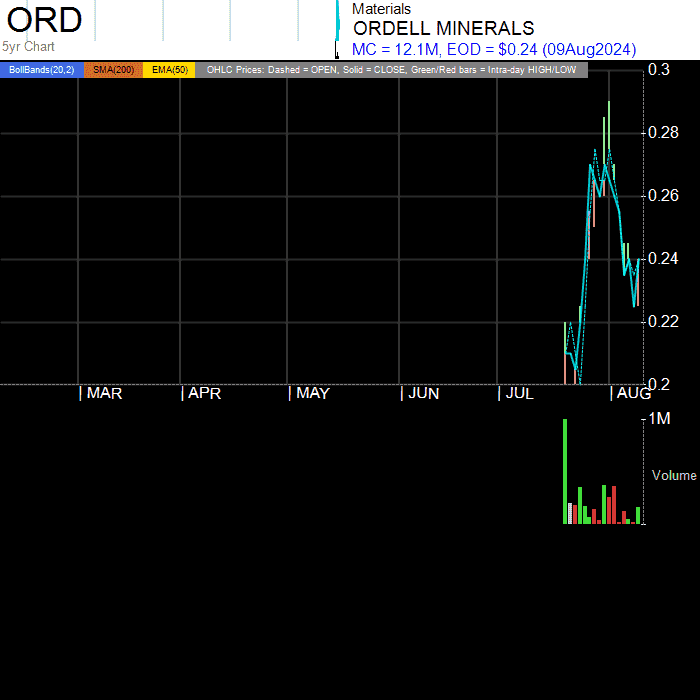 ORD
5yr Chart
Materials
ORDELL MINERALS
MC = 12.1M, EOD = $0.24 (09Aug2024)
BollBands(20,2) SMA(200) EMA(50) OHLC Prices: Dashed = OPEN, Solid = CLOSE, Green/Red bars = Intra-day HIGH/LOW
0.3
0.28
0.26
0.24
0.22
0.2
| MAR | APR | MAY | JUN | JUL | AUG
1M
Volume